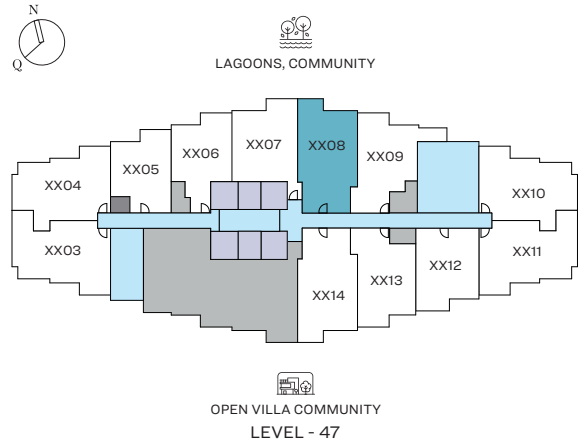 N
Q
LAGOONS, COMMUNITY
XX04
XX05
XX06
XX07
XX08
XX09
XX10
XX03
XX14
XX13
XX12
XX11
OPEN VILLA COMMUNITY
LEVEL - 47